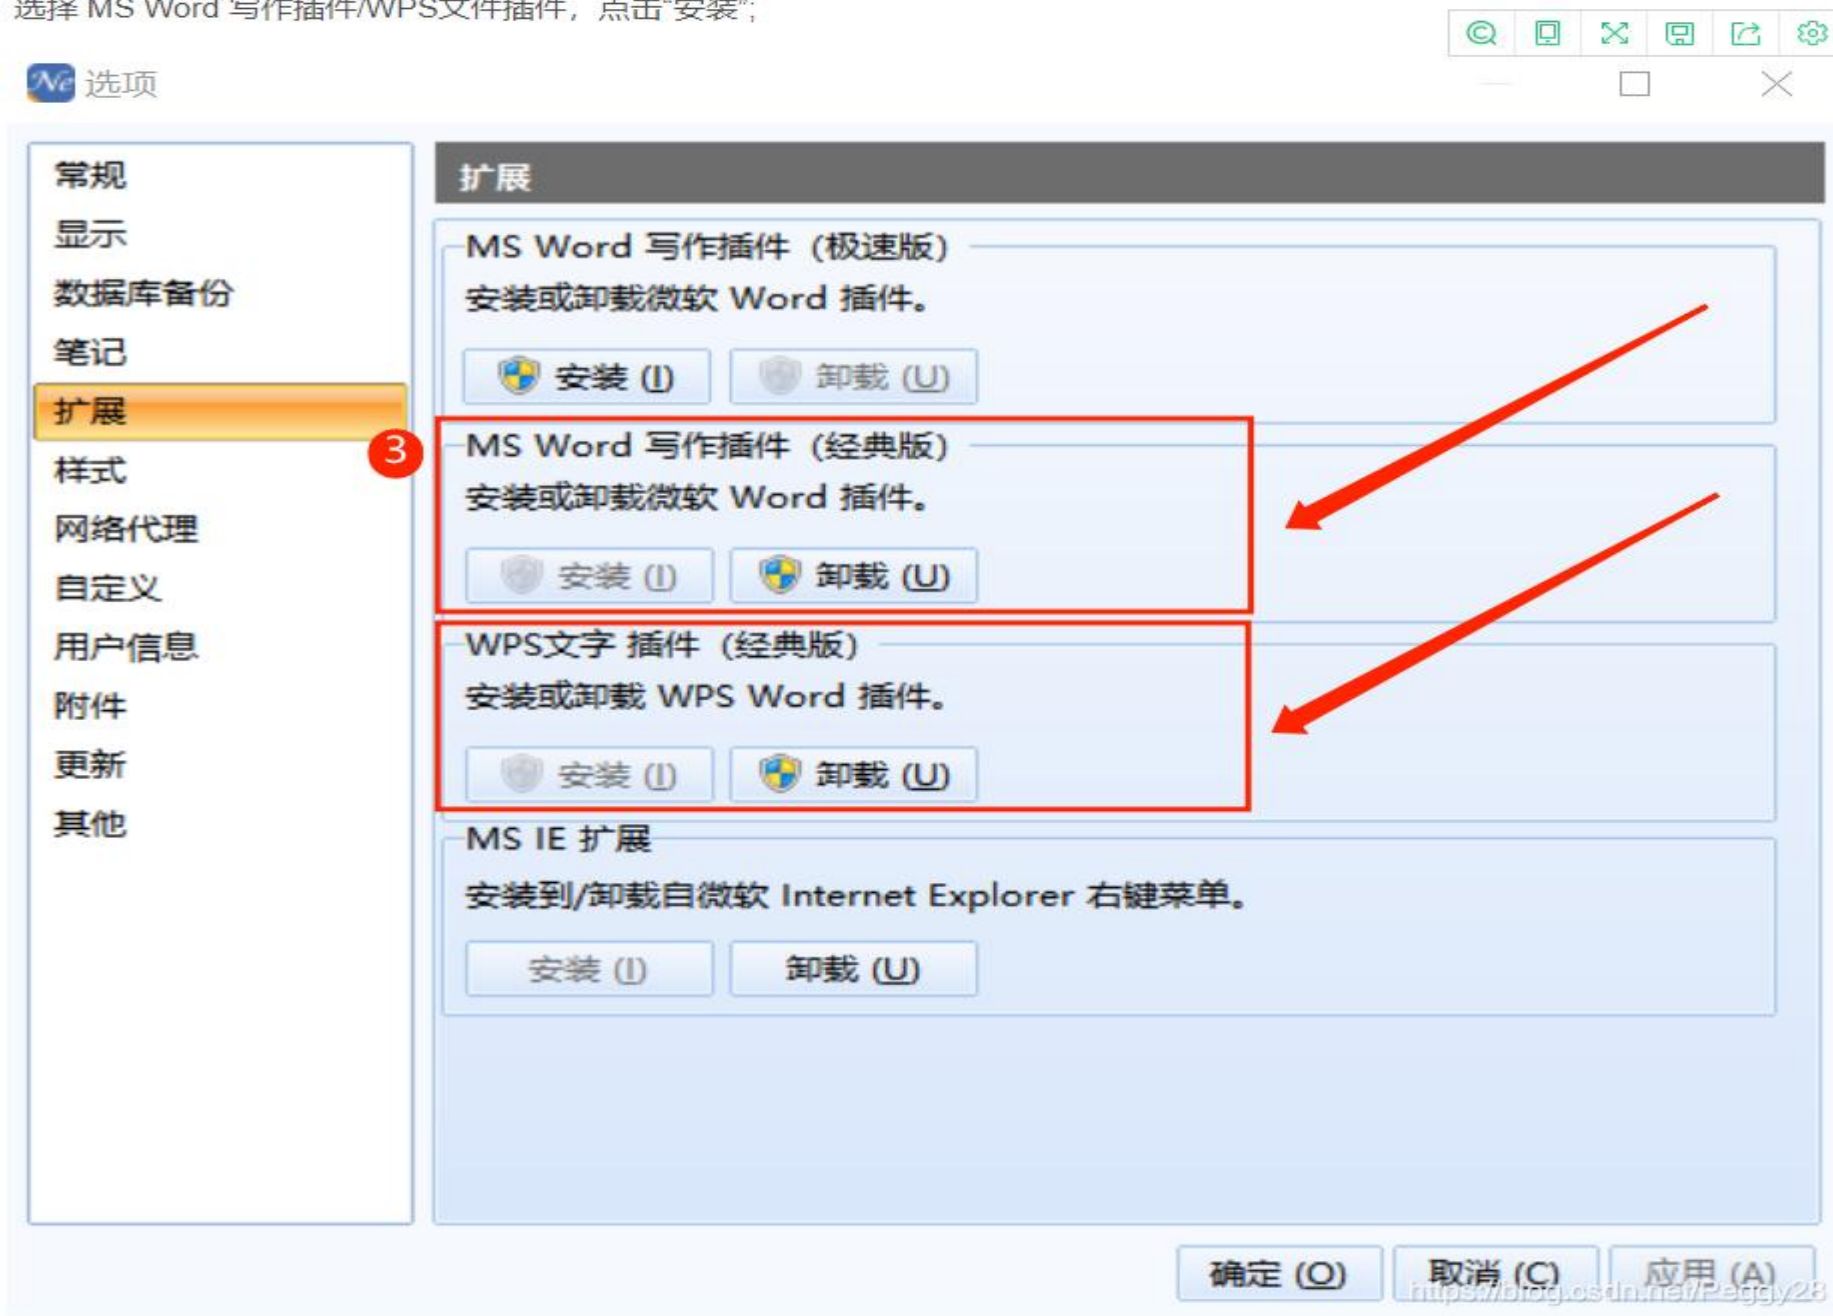 选择 MS Word 写作插件/WPS文件插件，点击“安装”;
Ne 选项
常规
显示
数据库备份
笔记
扩展
样式
网络代理
自定义
用户信息
附件
更新
其他
扩展
MS Word 写作插件（极速版）
安装或卸载微软 Word 插件。
安装 (I) 卸载 (U)
3
MS Word 写作插件（经典版）
安装或卸载微软 Word 插件。
安装 (I) 卸载 (U)
WPS文字 插件（经典版）
安装或卸载 WPS Word 插件。
安装 (I) 卸载 (U)
MS IE 扩展
安装到/卸载自微软 Internet Explorer 右键菜单。
安装 (I) 卸载 (U)
确定 (O) 取消 (C) 应用 (A)
https://blog.csdn.net/Peggy28